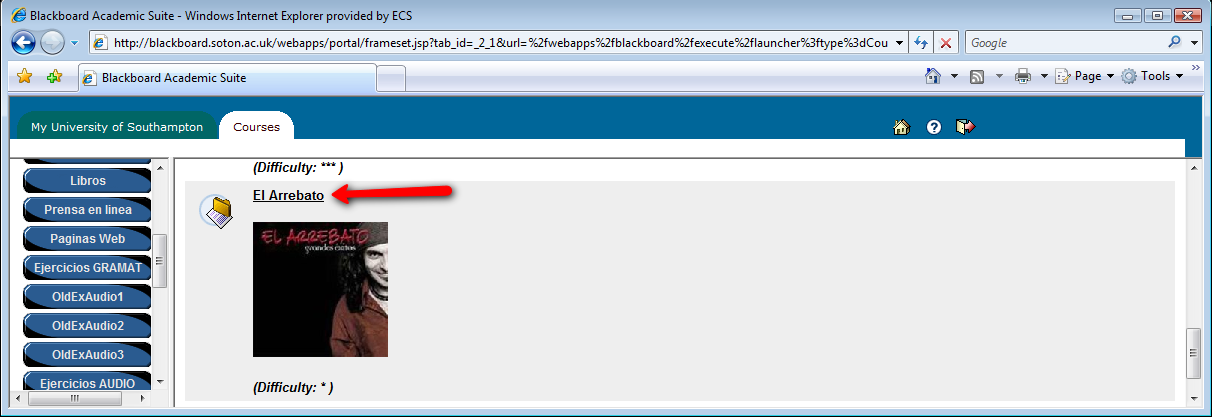 Blackboard Academic Suite - Windows Internet Explorer provided by ECS
http://blackboard.soton.ac.uk/webapps/portal/frameset.jsp?tab_id=_2_1&url=%2fwebapps%2fblackboard%2fexecute%2flauncher%3ftype%3dCou
Google
Blackboard Academic Suite
Page
Tools
My University of Southampton
Courses
(Difficulty: *** )
Libros
El Arrebato
Prensa en linea
Paginas Web
EL ARREBATO
grandes éxitos
Ejercicios GRAMAT
OldExAudio1
OldExAudio2
OldExAudio3
Ejercicios AUDIO
(Difficulty: * )